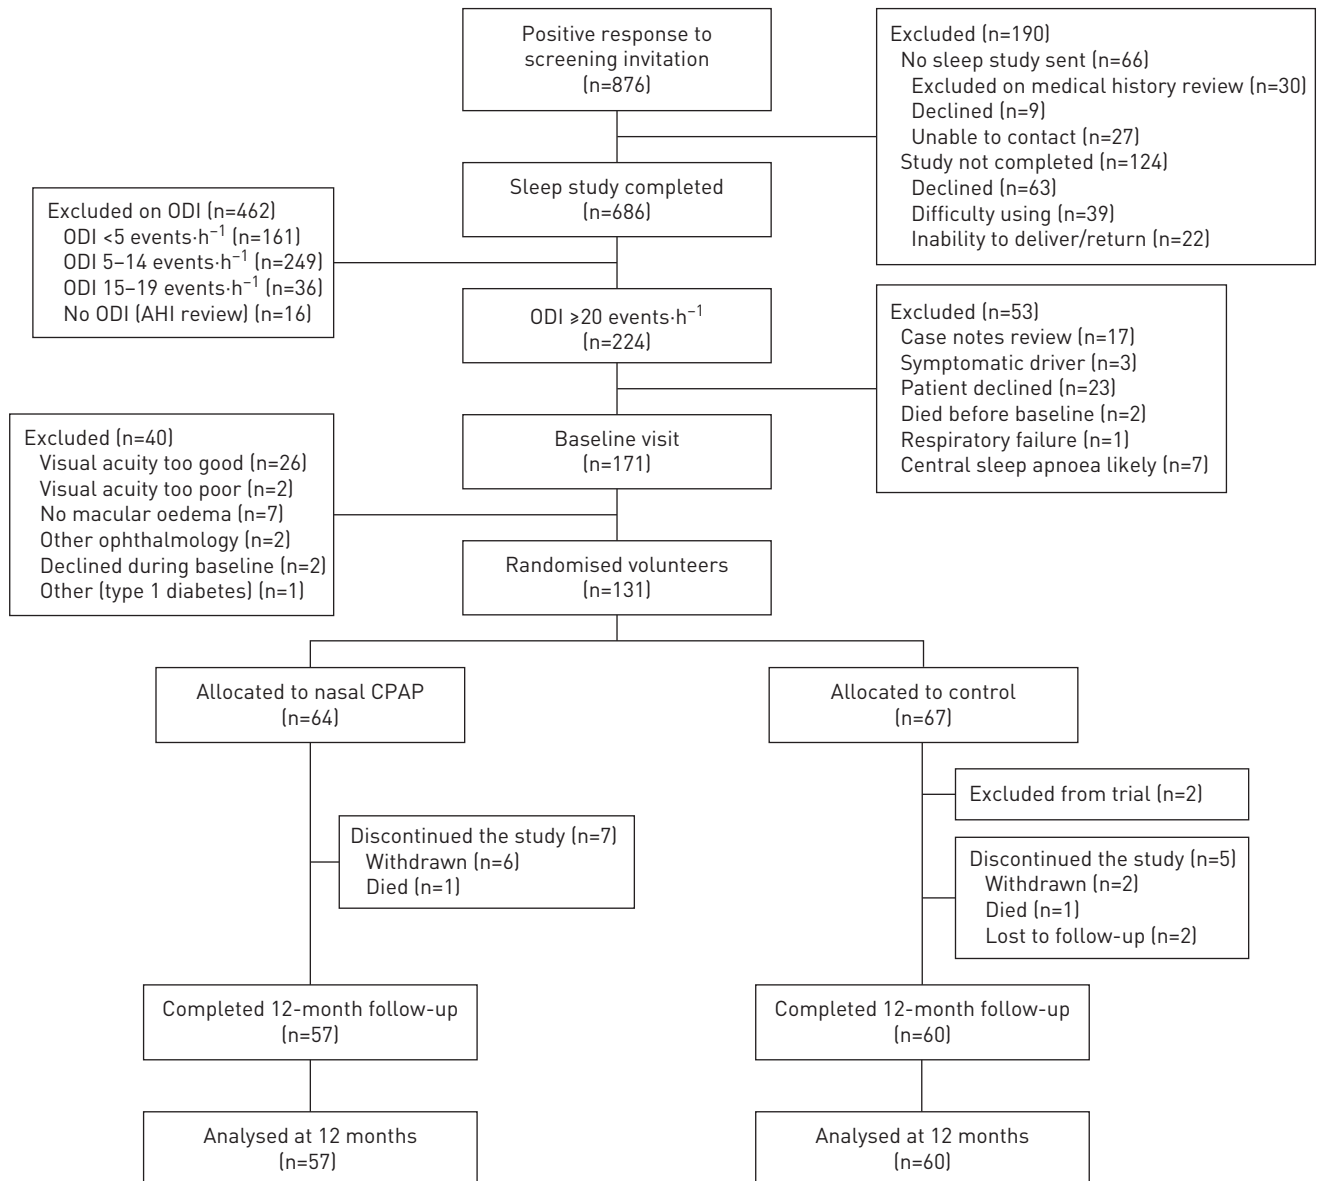 Positive response to
screening invitation
(n=876)
Excluded (n=190)
No sleep study sent (n=66)
Excluded on medical history review (n=30)
Declined (n=9)
Unable to contact (n=27)
Study not completed (n=124)
Declined (n=63)
Difficulty using (n=39)
Inability to deliver/return (n=22)
Sleep study completed
(n=686)
Excluded on ODI (n=462)
ODI <5 events·h⁻¹ (n=161)
ODI 5–14 events·h⁻¹ (n=249)
ODI 15–19 events·h⁻¹ (n=36)
No ODI (AHI review) (n=16)
ODI ⩾20 events·h⁻¹
(n=224)
Excluded (n=53)
Case notes review (n=17)
Symptomatic driver (n=3)
Patient declined (n=23)
Died before baseline (n=2)
Respiratory failure (n=1)
Central sleep apnoea likely (n=7)
Baseline visit
(n=171)
Excluded (n=40)
Visual acuity too good (n=26)
Visual acuity too poor (n=2)
No macular oedema (n=7)
Other ophthalmology (n=2)
Declined during baseline (n=2)
Other (type 1 diabetes) (n=1)
Randomised volunteers
(n=131)
Allocated to nasal CPAP
(n=64)
Allocated to control
(n=67)
Excluded from trial (n=2)
Discontinued the study (n=7)
Withdrawn (n=6)
Died (n=1)
Discontinued the study (n=5)
Withdrawn (n=2)
Died (n=1)
Lost to follow-up (n=2)
Completed 12-month follow-up
(n=57)
Completed 12-month follow-up
(n=60)
Analysed at 12 months
(n=57)
Analysed at 12 months
(n=60)